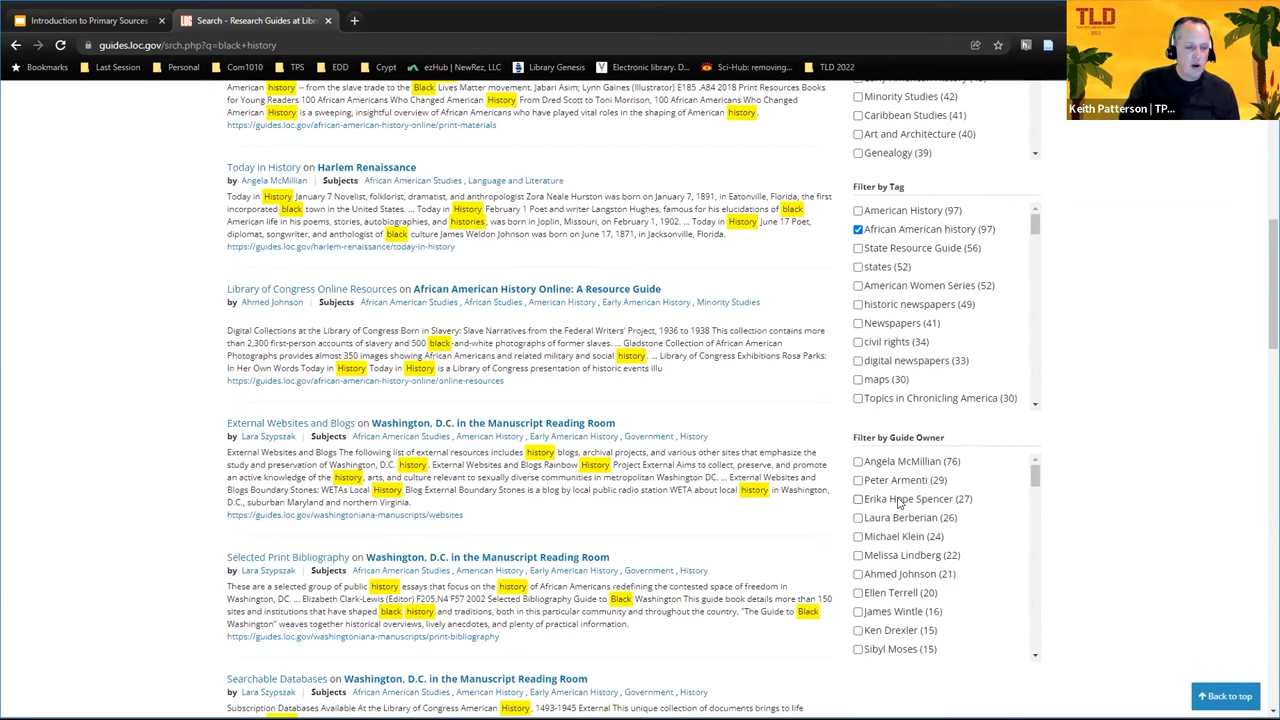 Introduction to Primary Sources
Search - Research Guides at Libr
guides.loc.gov/srch.php?q=black+history
Bookmarks
Last Session
Personal
Com1010
TPS
EDD
Crypt
ezHub | NewRez, LLC
Library Genesis
Electronic library. D...
Sci-Hub: removing...
TLD 2022
TLD
2022
Keith Patterson | TP...
American history -- from the slave trade to the Black Lives Matter movement. Jabari Asim; Lynn Gaines (Illustrator) E185 .A84 2018 Print Resources Books
for Young Readers 100 African Americans Who Changed American History From Dred Scott to Toni Morrison, 100 African Americans Who Changed
American History is a sweeping, insightful overview of African Americans who have played vital roles in the shaping of American history.
https://guides.loc.gov/african-american-history-online/print-materials
Today in History on Harlem Renaissance
by Angela McMillian | Subjects African American Studies , Language and Literature
Today in History January 7 Novelist, folklorist, dramatist, and anthropologist Zora Neale Hurston was born on January 7, 1891, in Eatonville, Florida, the first
incorporated black town in the United States. ... Today in History February 1 Poet and writer Langston Hughes, famous for his elucidations of black
American life in his poems, stories, autobiographies, and histories, was born in Joplin, Missouri, on February 1, 1902. ... Today in History June 17 Poet,
diplomat, songwriter, and anthologist of black culture James Weldon Johnson was born on June 17, 1871, in Jacksonville, Florida.
https://guides.loc.gov/harlem-renaissance/today-in-history
Library of Congress Online Resources on African American History Online: A Resource Guide
by Ahmed Johnson | Subjects African American Studies , African Studies , American History , Early American History , Minority Studies
Digital Collections at the Library of Congress Born in Slavery: Slave Narratives from the Federal Writers' Project, 1936 to 1938 This collection contains more
than 2,300 first-person accounts of slavery and 500 black-and-white photographs of former slaves. ... Gladstone Collection of African American
Photographs provides almost 350 images showing African Americans and related military and social history. ... Library of Congress Exhibitions Rosa Parks:
In Her Own Words Today in History Today in History is a Library of Congress presentation of historic events illu
https://guides.loc.gov/african-american-history-online/online-resources
External Websites and Blogs on Washington, D.C. in the Manuscript Reading Room
by Lara Szypszak | Subjects African American Studies , American History , Early American History , Government , History
External Websites and Blogs The following list of external resources includes history blogs, archival projects, and various other sites that emphasize the
study and preservation of Washington, D.C. history. External Websites and Blogs Rainbow History Project External Aims to collect, preserve, and promote
an active knowledge of the history, arts, and culture relevant to sexually diverse communities in metropolitan Washington DC. ... External Websites and
Blogs Boundary Stones: WETAs Local History Blog External Boundary Stones is a blog by local public radio station WETA about local history in Washington,
D.C., suburban Maryland and northern Virginia.
https://guides.loc.gov/washingtoniana-manuscripts/websites
Selected Print Bibliography on Washington, D.C. in the Manuscript Reading Room
by Lara Szypszak | Subjects African American Studies , American History , Early American History , Government , History
These are a selected group of public history essays that focus on the history of African Americans redefining the contested space of freedom in
Washington, DC. ... Elizabeth Clark-Lewis (Editor) F205.N4 F57 2002 Selected Bibliography Guide to Black Washington This guide book details more than 150
sites and institutions that have shaped black history and traditions, both in this particular community and throughout the country. "The Guide to Black
Washington" weaves together historical overviews, lively anecdotes, and plenty of practical information.
https://guides.loc.gov/washingtoniana-manuscripts/print-bibliography
Searchable Databases on Washington, D.C. in the Manuscript Reading Room
by Lara Szypszak | Subjects African American Studies , American History , Early American History , Government , History
Subscription Databases Available At the Library of Congress American History, 1493-1945 External This unique collection of documents brings to life
Minority Studies (42)
Caribbean Studies (41)
Art and Architecture (40)
Genealogy (39)
Filter by Tag
American History (97)
African American history (97)
State Resource Guide (56)
states (52)
American Women Series (52)
historic newspapers (49)
Newspapers (41)
civil rights (34)
digital newspapers (33)
maps (30)
Topics in Chronicling America (30)
Filter by Guide Owner
Angela McMillian (76)
Peter Armenti (29)
Erika Hope Spencer (27)
Laura Berberian (26)
Michael Klein (24)
Melissa Lindberg (22)
Ahmed Johnson (21)
Ellen Terrell (20)
James Wintle (16)
Ken Drexler (15)
Sibyl Moses (15)
Back to top